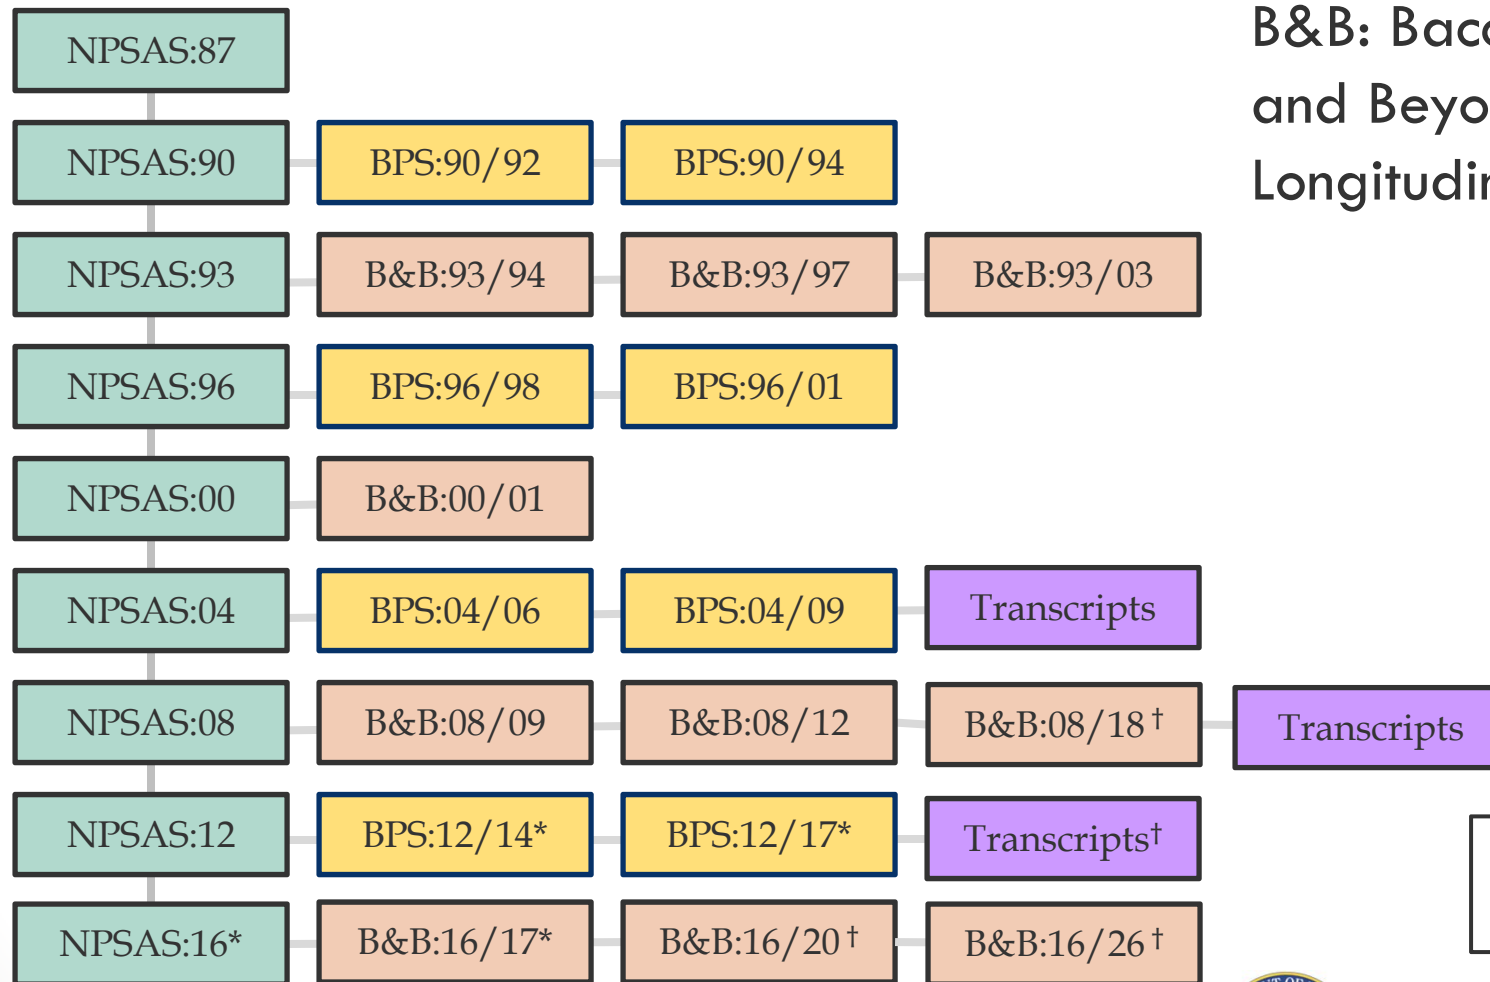 B&B:
and
NPSAS:87
NPSAS:90 BPS:90/92 BPS:90/94
NPSAS:93 B&B:93/94 B&B:93/97 B&B:93/03
NPSAS:96 BPS:96/98 BPS:96/01
NPSAS:00 B&B:00/01
NPSAS:04 BPS:04/06 BPS:04/09 Transcripts
NPSAS:08 B&B:08/09 B&B:08/12 B&B:08/18 † Transcripts
NPSAS:12 BPS:12/14* BPS:12/17* Transcripts†
NPSAS:16* B&B:16/17* B&B:16/20 † B&B:16/26 †